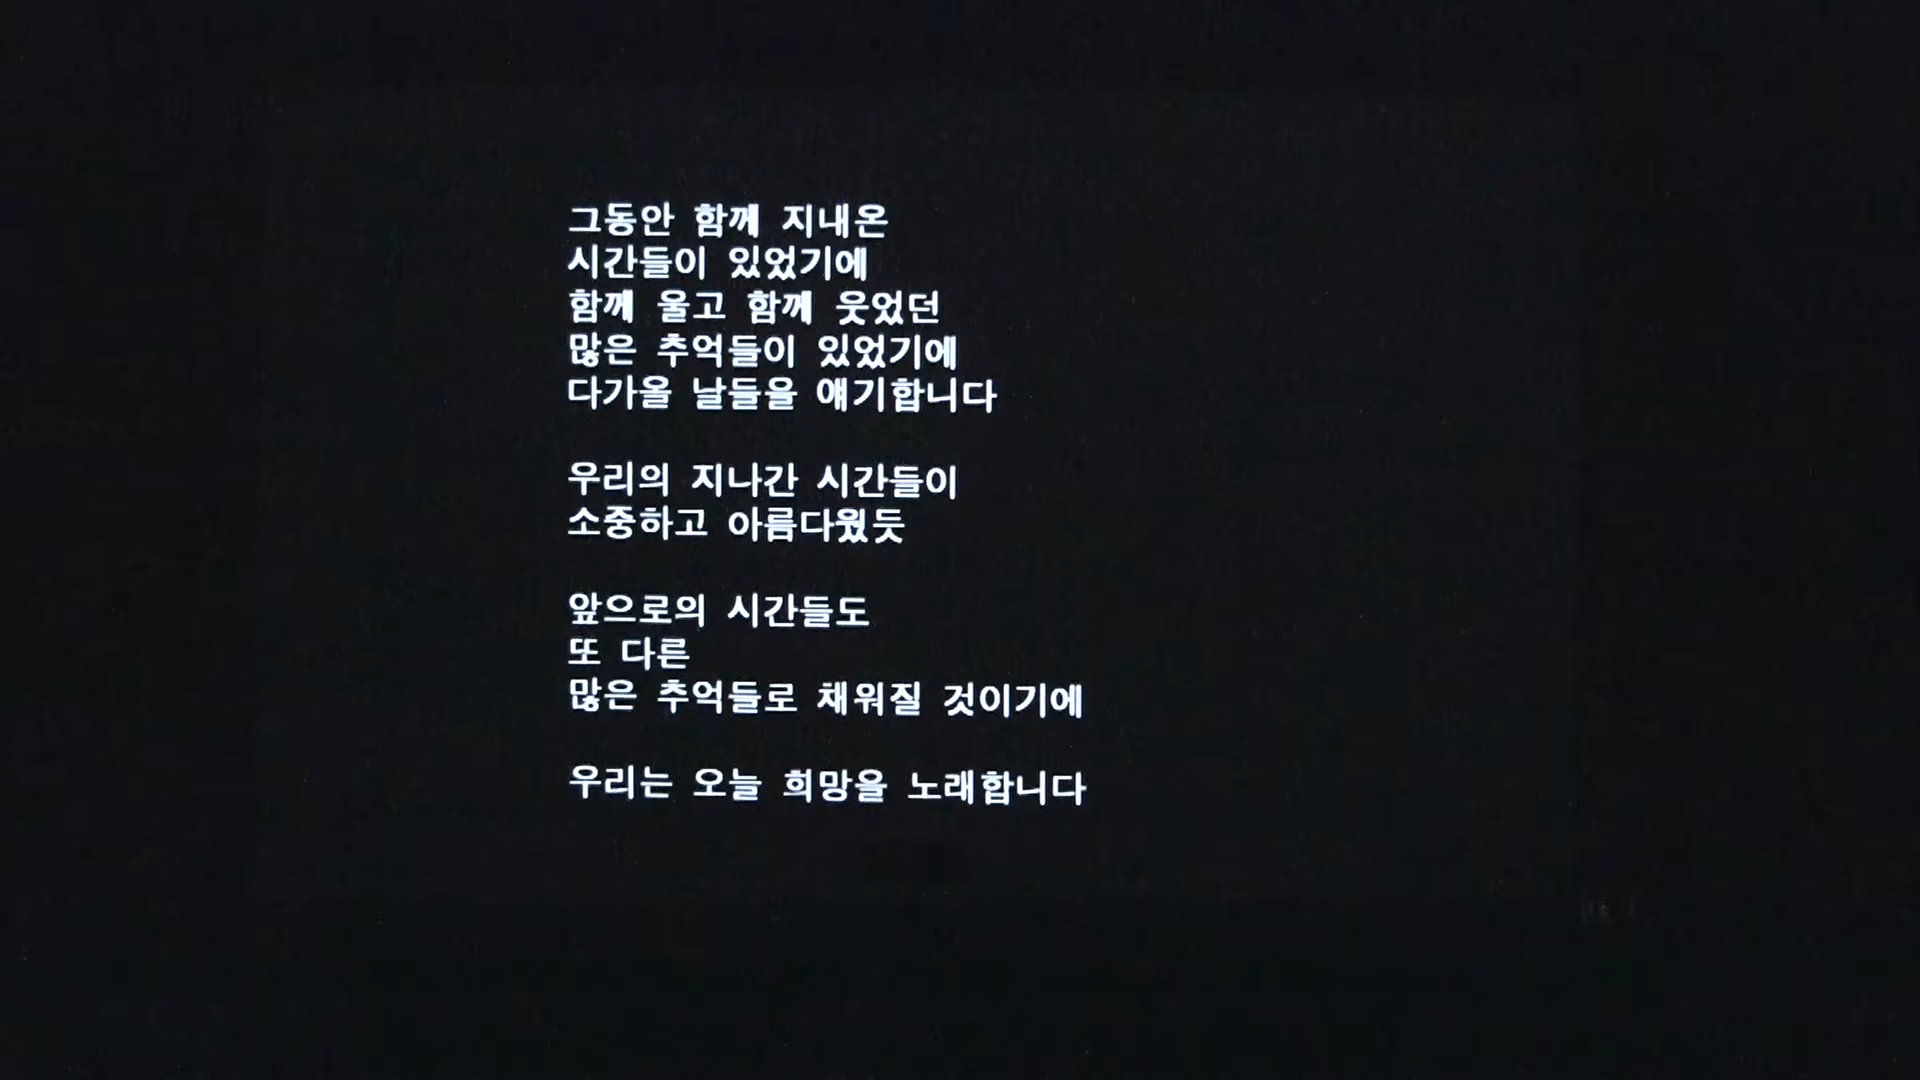 그동안 함께 지내온
시간들이 있었기에
함께 울고 함께 웃었던
많은 추억들이 있었기에
다가올 날들을 얘기합니다
우리의 지나간 시간들이
소중하고 아름다웠듯
앞으로의 시간들도
또 다른
많은 추억들로 채워질 것이기에
우리는 오늘 희망을 노래합니다